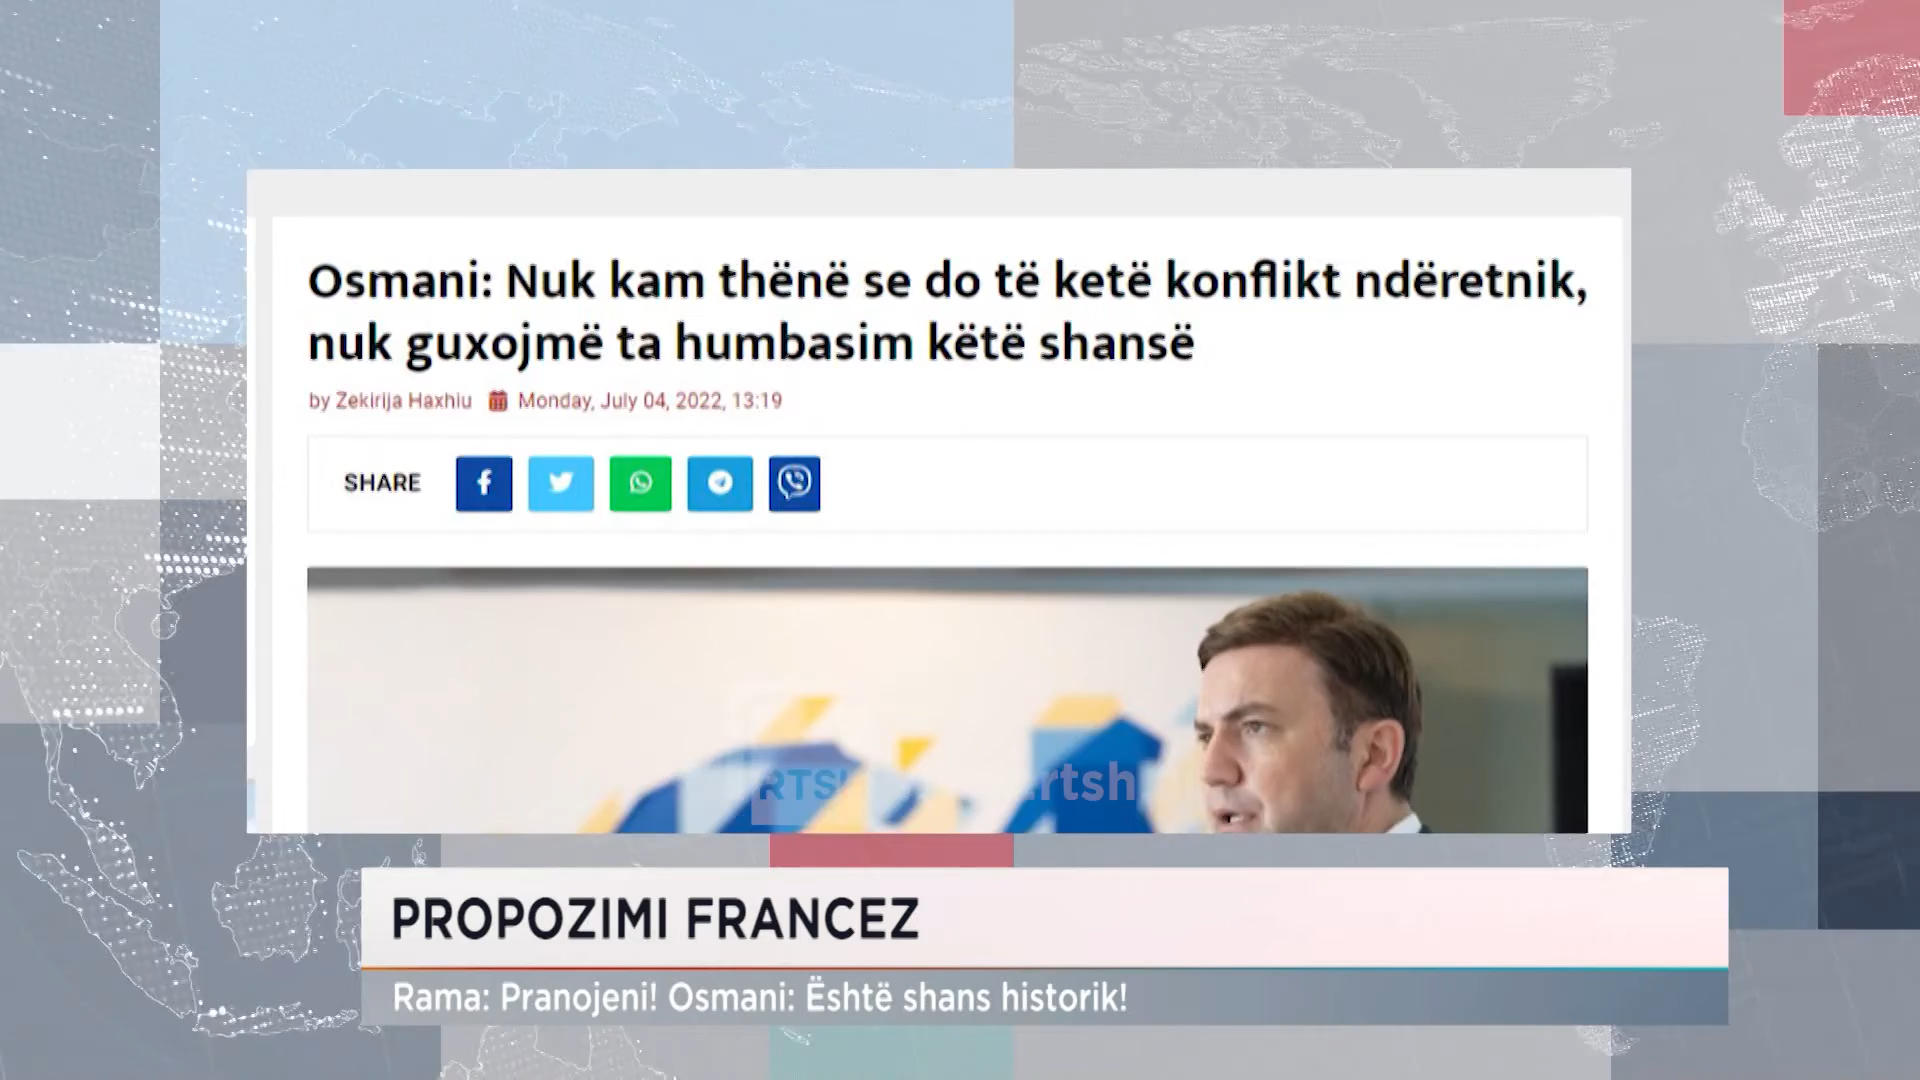 Osmani: Nuk kam thënë se do të ketë konflikt ndëretnik,
nuk guxojmë ta humbasim këtë shansë
by Zekirija Haxhiu Monday, July 04, 2022, 13:19
SHARE
rtsh
PROPOZIMI FRANCEZ
Rama: Pranojeni! Osmani: Është shans historik!